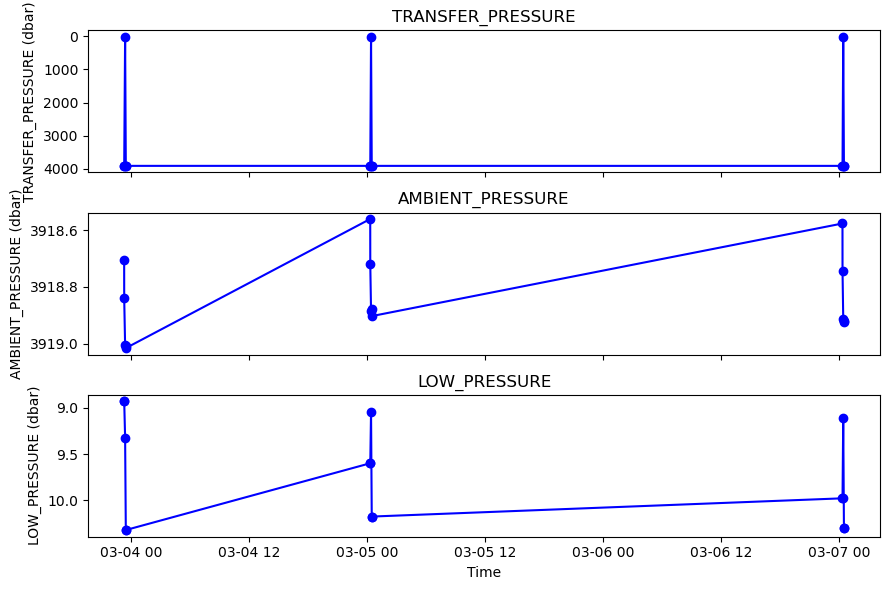 TRANSFER_PRESSURE
TRANSFER_PRESSURE (dbar)
0
1000
2000
3000
4000
AMBIENT_PRESSURE
AMBIENT_PRESSURE (dbar)
3918.6
3918.8
3919.0
LOW_PRESSURE
LOW_PRESSURE (dbar)
9.0
9.5
10.0
03-04 00 03-04 12 03-05 00 03-05 12 03-06 00 03-06 12 03-07 00
Time